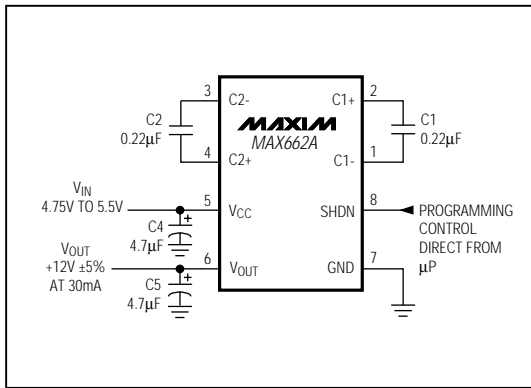 3
C2-
C1+
2
C2
0.22µF
MAXIM
MAX662A
C1
0.22µF
4
C2+
C1-
1
VIN
4.75V TO 5.5V
5
VCC
SHDN
8
PROGRAMMING
CONTROL
DIRECT FROM
µP
+
C4
4.7µF
VOUT
+12V ±5%
AT 30mA
6
VOUT
GND
7
+
C5
4.7µF